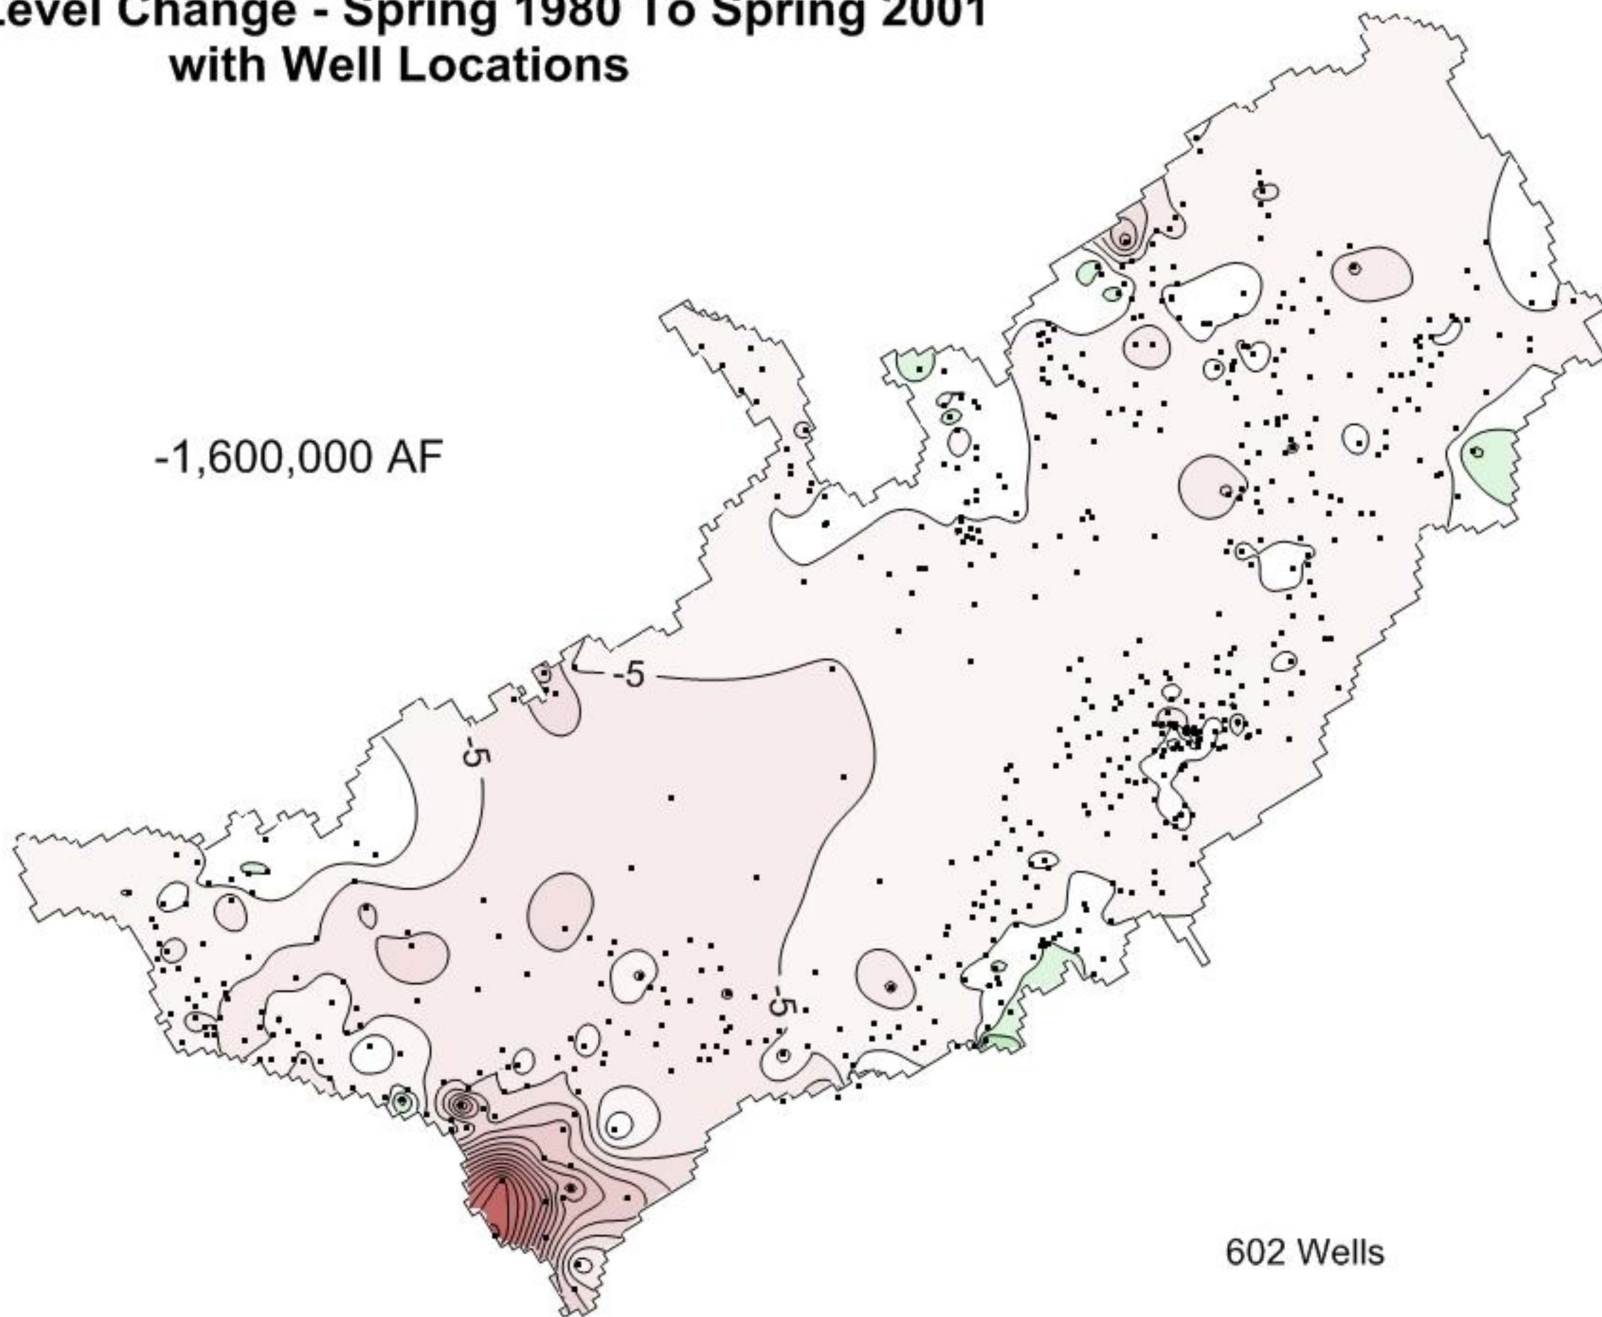 Level Change - Spring 1980 To Spring 2001
with Well Locations
-1,600,000 AF
-5
-5
-5
602 Wells